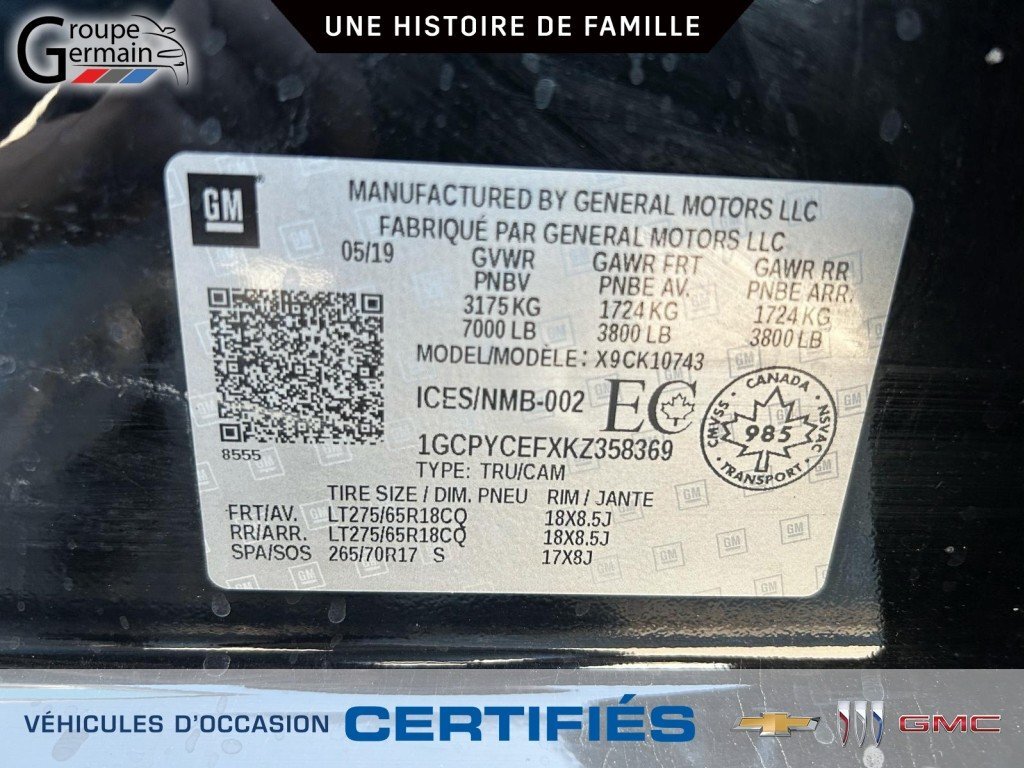 Groupe
Germain
UNE HISTOIRE DE FAMILLE
GM
MANUFACTURED BY GENERAL MOTORS LLC
FABRIQUÉ PAR GENERAL MOTORS LLC
05/19 GVWR GAWR FRT GAWR RR
PNBV PNBE AV. PNBE ARR.
3175 KG 1724 KG 1724 KG
7000 LB 3800 LB 3800 LB
MODEL/MODÈLE: X9CK10743
ICES/NMB-002 EC
CANADA
CMVSS 985 NSVAC
TRANSPORT
8555 1GCPYCEFXKZ358369
TYPE: TRU/CAM
TIRE SIZE / DIM. PNEU RIM / JANTE
FRT/AV. LT275/65R18CQ 18X8.5J
RR/ARR. LT275/65R18CQ 18X8.5J
SPA/SOS 265/70R17 S 17X8J
VÉHICULES D'OCCASION CERTIFIÉS GMC